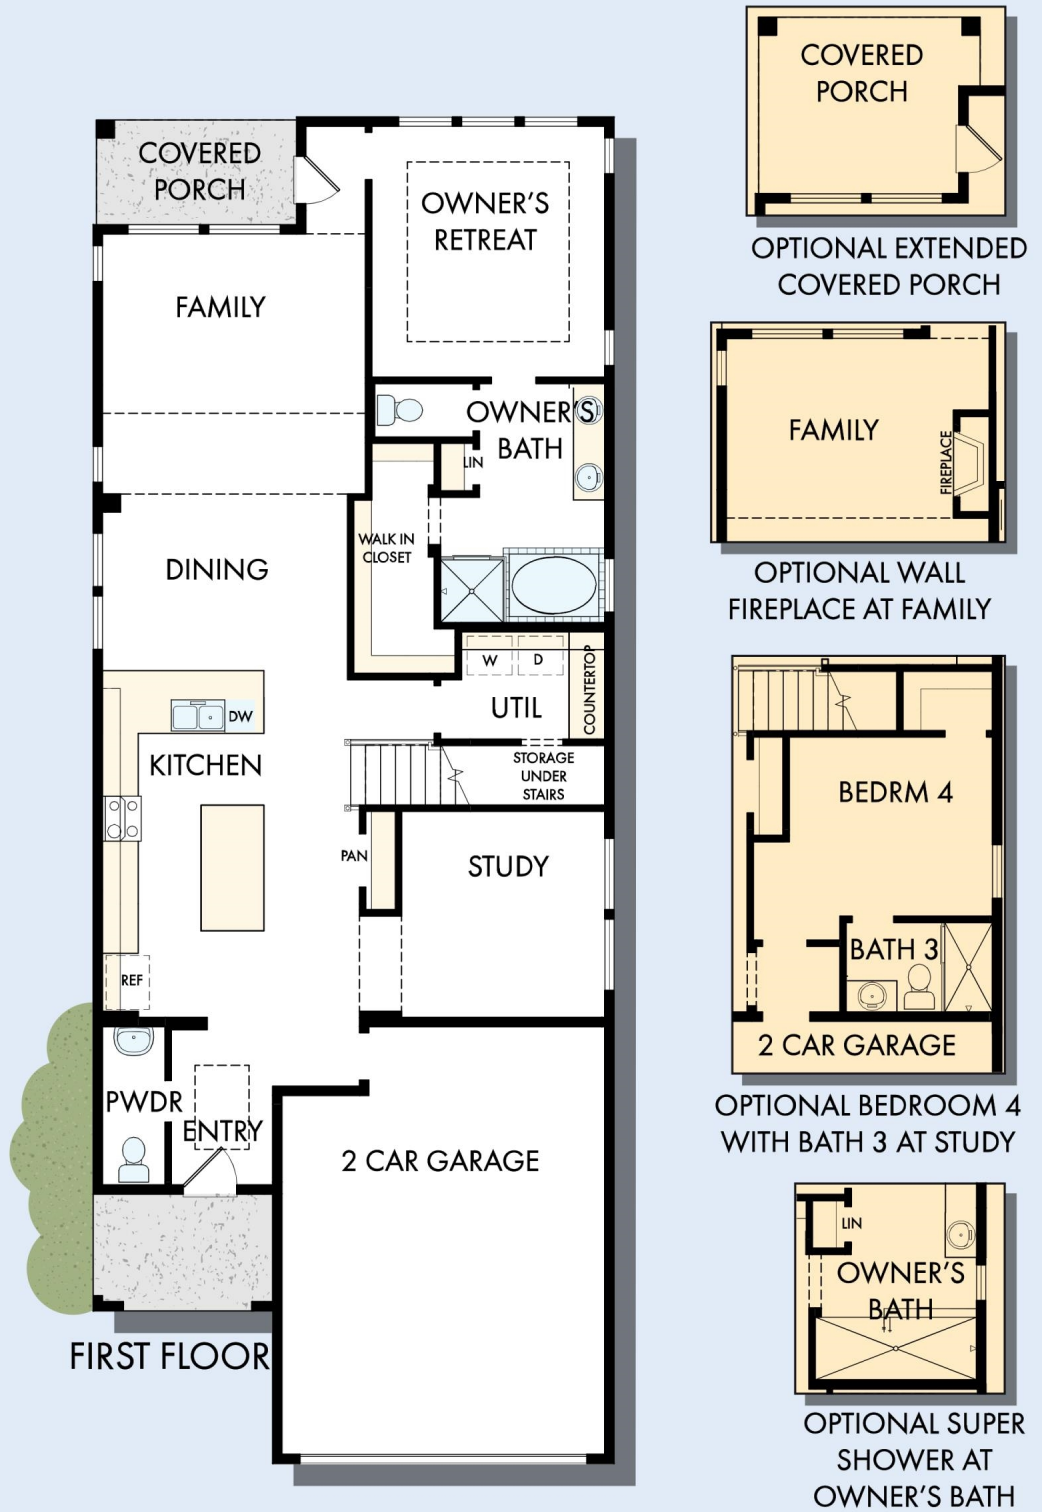 COVERED
PORCH
OWNER'S
RETREAT
FAMILY
OWNER'S
BATH
LIN
WALK IN
CLOSET
DINING
W
D
COUNTERTOP
UTIL
DW
KITCHEN
STORAGE
UNDER
STAIRS
PAN
STUDY
REF
PWDR
ENTRY
2 CAR GARAGE
FIRST FLOOR
COVERED
PORCH
OPTIONAL EXTENDED
COVERED PORCH
FAMILY
FIREPLACE
OPTIONAL WALL
FIREPLACE AT FAMILY
BEDRM 4
BATH 3
2 CAR GARAGE
OPTIONAL BEDROOM 4
WITH BATH 3 AT STUDY
LIN
OWNER'S
BATH
OPTIONAL SUPER
SHOWER AT
OWNER'S BATH